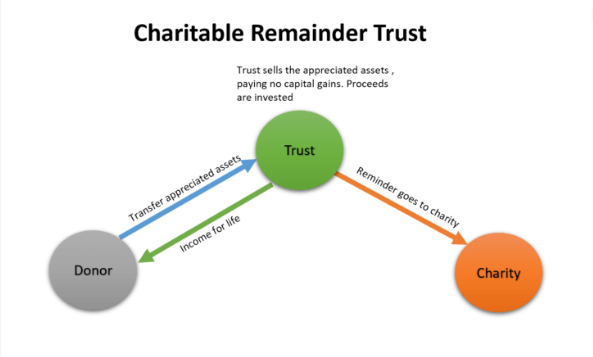 Charitable Remainder Trust
Trust sells the appreciated assets ,
paying no capital gains. Proceeds
are invested
Trust
Transfer appreciated assets
Income for life
Reminder goes to charity
Donor
Charity